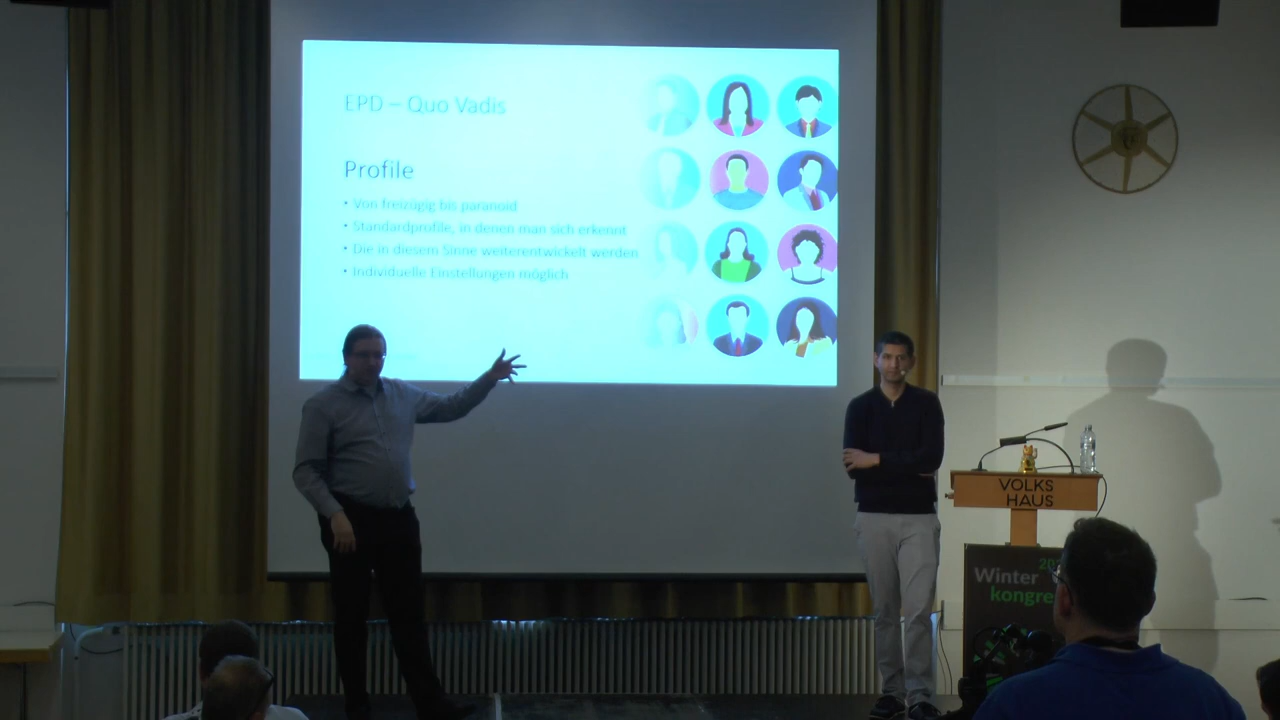 EPD – Quo Vadis
Profile
• Von freizügig bis paranoid
• Standardprofile, in denen man sich erkennt
• Die in diesem Sinne weiterentwickelt werden
• Individuelle Einstellungen möglich
VOLKS
HAUS
20
Winter
kongre